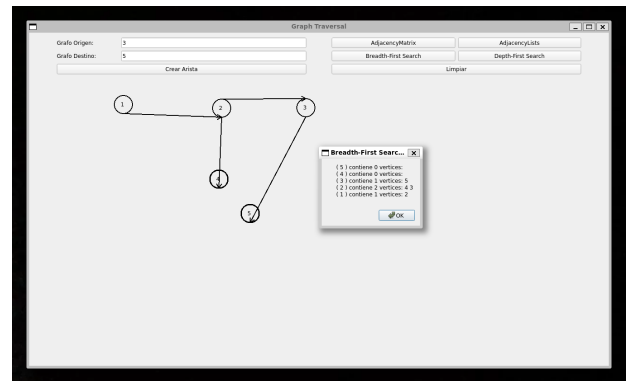 Graph Traversal
Grafo Origen: 3 AdjacencyMatrix AdjacencyLists
Grafo Destino: 5 Breadth-First Search Depth-First Search
Crear Arista Limpiar
1
2
3
4
5
Breadth-First Searc...
( 5 ) contiene 0 vertices:
( 4 ) contiene 0 vertices:
( 3 ) contiene 1 vertices: 5
( 2 ) contiene 2 vertices: 4 3
( 1 ) contiene 1 vertices: 2
OK